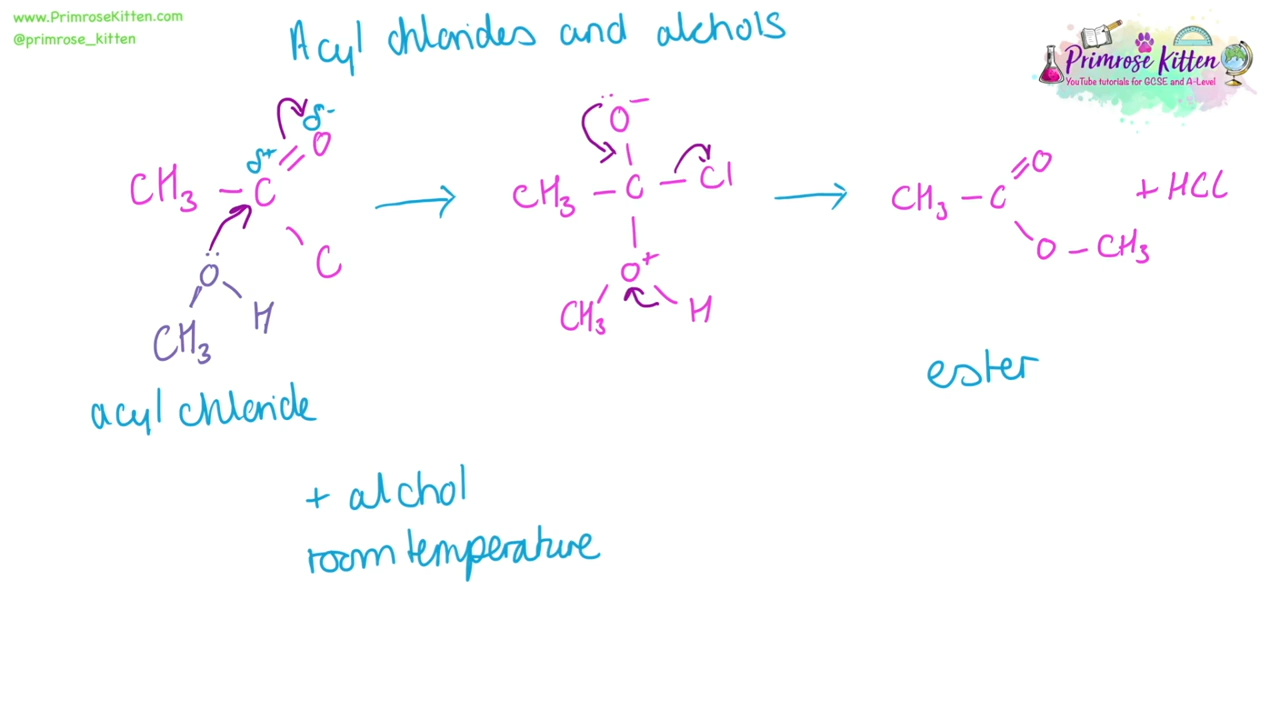 www.PrimroseKitten.com
@primrose_kitten
Acyl chlorides and alchols
Primrose Kitten
YouTube tutorials for GCSE and A-Level
δ-
δ+
O
CH3 - C
C
:O
H
CH3
:O-
CH3 - C - Cl
O+
CH3
H
O
CH3 - C
+ HCl
O - CH3
acyl chloride
ester
+ alchol
room temperature